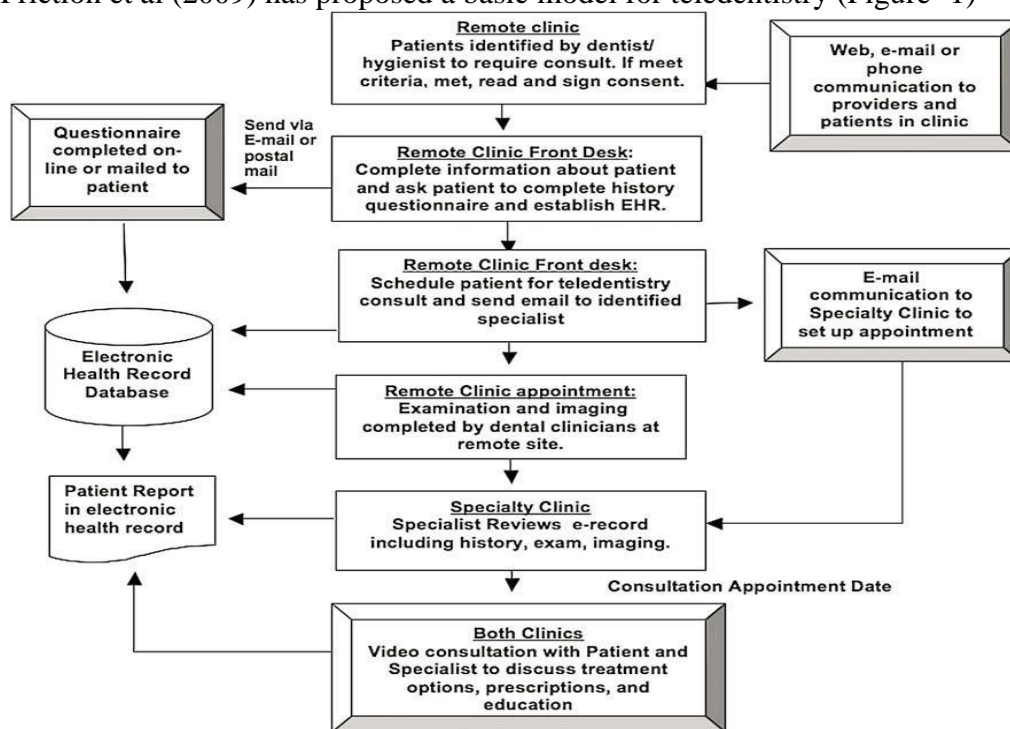 Friction et al (2009) has proposed a basic model for teledentistry (Figure -1)
Remote clinic
Patients identified by dentist/
hygienist to require consult. If meet
criteria, met, read and sign consent.
Web, e-mail or
phone
communication to
providers and
patients in clinic
Questionnaire
completed on-
line or mailed to
patient
Send via
E-mail or
postal
mail
Remote Clinic Front Desk:
Complete information about patient
and ask patient to complete history
questionnaire and establish EHR.
Remote Clinic Front desk:
Schedule patient for teledentistry
consult and send email to identified
specialist
E-mail
communication to
Specialty Clinic to
set up appointment
Electronic
Health Record
Database
Remote Clinic appointment:
Examination and imaging
completed by dental clinicians at
remote site.
Patient Report
in electronic
health record
Specialty Clinic
Specialist Reviews e-record
including history, exam, imaging.
Consultation Appointment Date
Both Clinics
Video consultation with Patient and
Specialist to discuss treatment
options, prescriptions, and
education